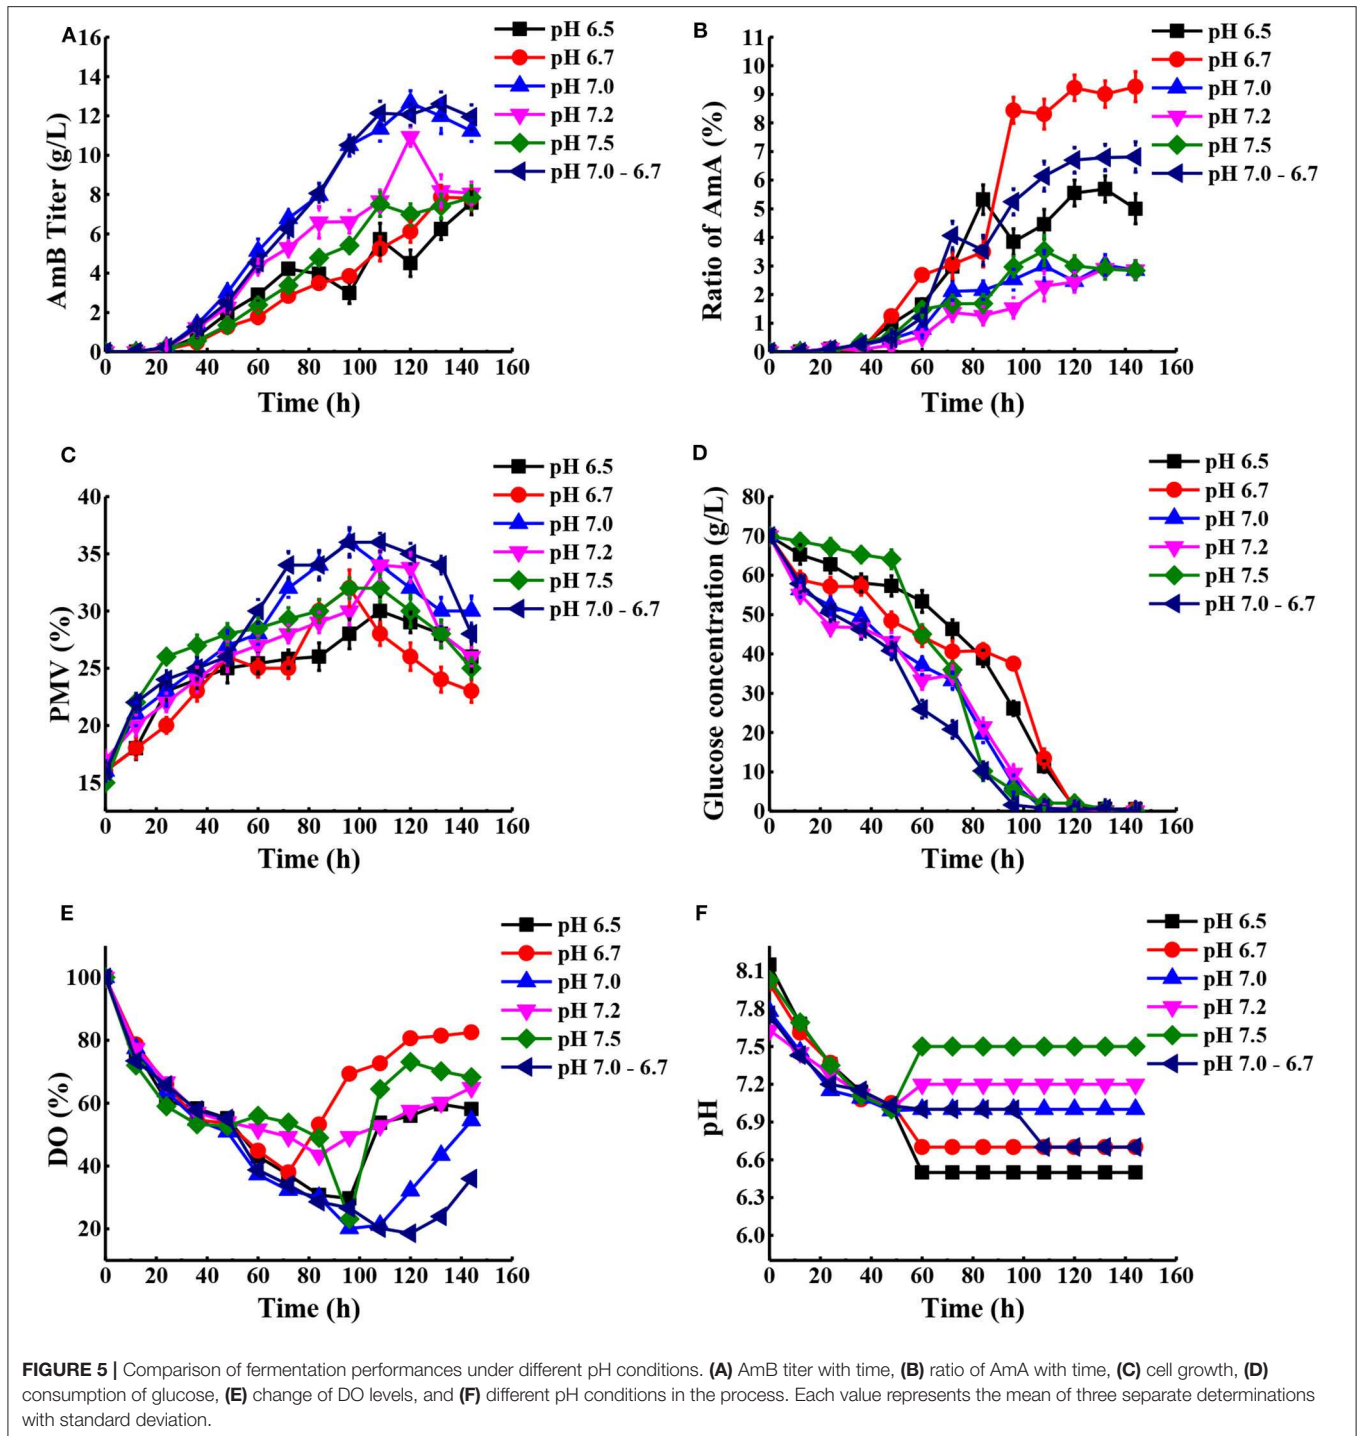 A
AmB Titer (g/L)
16
14
12
10
8
6
4
2
0
0 20 40 60 80 100 120 140 160
Time (h)
pH 6.5
pH 6.7
pH 7.0
pH 7.2
pH 7.5
pH 7.0 - 6.7
B
Ratio of AmA (%)
11
10
9
8
7
6
5
4
3
2
1
0
0 20 40 60 80 100 120 140 160
Time (h)
pH 6.5
pH 6.7
pH 7.0
pH 7.2
pH 7.5
pH 7.0 - 6.7
C
PMV (%)
40
35
30
25
20
15
0 20 40 60 80 100 120 140 160
Time (h)
pH 6.5
pH 6.7
pH 7.0
pH 7.2
pH 7.5
pH 7.0 - 6.7
D
Glucose concentration (g/L)
80
70
60
50
40
30
20
10
0
0 20 40 60 80 100 120 140 160
Time (h)
pH 6.5
pH 6.7
pH 7.0
pH 7.2
pH 7.5
pH 7.0 - 6.7
E
DO (%)
100
80
60
40
20
0 20 40 60 80 100 120 140 160
Time (h)
pH 6.5
pH 6.7
pH 7.0
pH 7.2
pH 7.5
pH 7.0 - 6.7
F
pH
8.1
7.8
7.5
7.2
6.9
6.6
6.3
6.0
0 20 40 60 80 100 120 140 160
Time (h)
pH 6.5
pH 6.7
pH 7.0
pH 7.2
pH 7.5
pH 7.0 - 6.7
FIGURE 5 | Comparison of fermentation performances under different pH conditions. (A) AmB titer with time, (B) ratio of AmA with time, (C) cell growth, (D)
consumption of glucose, (E) change of DO levels, and (F) different pH conditions in the process. Each value represents the mean of three separate determinations
with standard deviation.